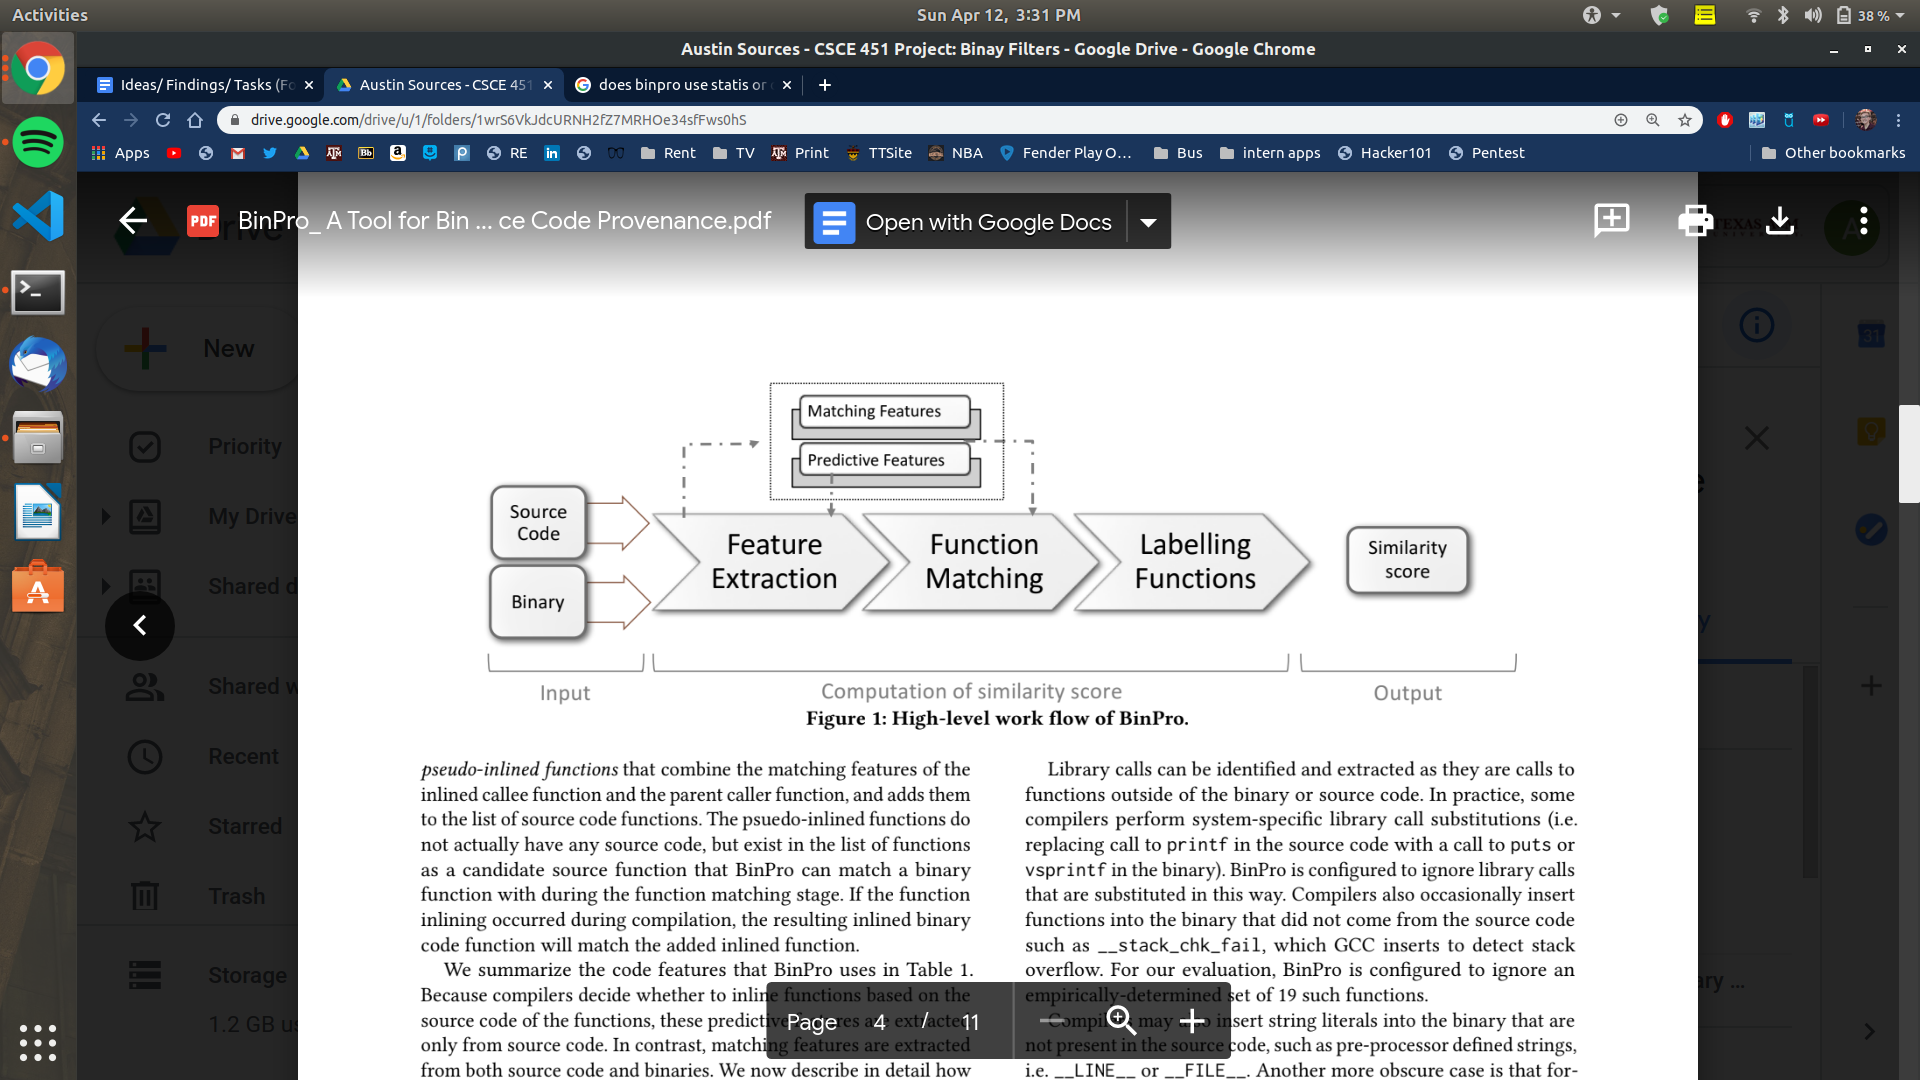 Activities
Sun Apr 12, 3:31 PM
38 %
Austin Sources - CSCE 451 Project: Binay Filters - Google Drive - Google Chrome
Ideas/ Findings/ Tasks (Fo
Austin Sources - CSCE 451
does binpro use statis or
drive.google.com/drive/u/1/folders/1wrS6VkJdcURNH2fZ7MRHOe34sfFws0hS
Apps
RE
Rent
TV
Print
TTSite
NBA
Fender Play O...
Bus
intern apps
Hacker101
Pentest
Other bookmarks
PDF
BinPro_ A Tool for Bin ... ce Code Provenance.pdf
Open with Google Docs
New
Priority
My Drive
Shared d
Shared w
Recent
Starred
Trash
Storage
1.2 GB us
Matching Features
Predictive Features
Source
Code
Binary
Feature
Extraction
Function
Matching
Labelling
Functions
Similarity
score
Input
Computation of similarity score
Output
Figure 1: High-level work flow of BinPro.
pseudo-inlined functions that combine the matching features of the
inlined callee function and the parent caller function, and adds them
to the list of source code functions. The psuedo-inlined functions do
not actually have any source code, but exist in the list of functions
as a candidate source function that BinPro can match a binary
function with during the function matching stage. If the function
inlining occurred during compilation, the resulting inlined binary
code function will match the added inlined function.
We summarize the code features that BinPro uses in Table 1.
Because compilers decide whether to inline functions based on the
source code of the functions, these predictive features are extracted
only from source code. In contrast, matching features are extracted
from both source code and binaries. We now describe in detail how
Library calls can be identified and extracted as they are calls to
functions outside of the binary or source code. In practice, some
compilers perform system-specific library call substitutions (i.e.
replacing call to printf in the source code with a call to puts or
vsprintf in the binary). BinPro is configured to ignore library calls
that are substituted in this way. Compilers also occasionally insert
functions into the binary that did not come from the source code
such as __stack_chk_fail, which GCC inserts to detect stack
overflow. For our evaluation, BinPro is configured to ignore an
empirically-determined set of 19 such functions.
Compilers may also insert string literals into the binary that are
not present in the source code, such as pre-processor defined strings,
i.e. __LINE__ or __FILE__. Another more obscure case is that for-
Page 4 / 11